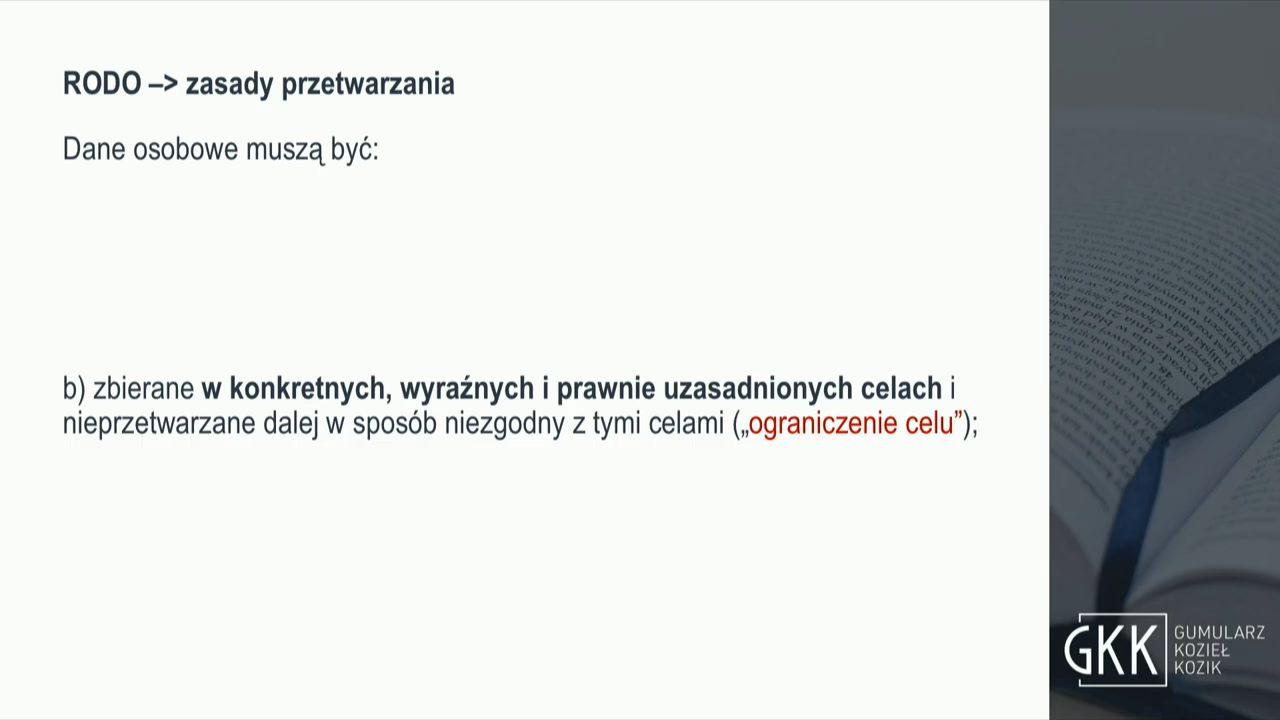 RODO –> zasady przetwarzania
Dane osobowe muszą być:
b) zbierane w konkretnych, wyraźnych i prawnie uzasadnionych celach i
nieprzetwarzane dalej w sposób niezgodny z tymi celami („ograniczenie celu”);
GKK
GUMULARZ
KOZIEŁ
KOZIK